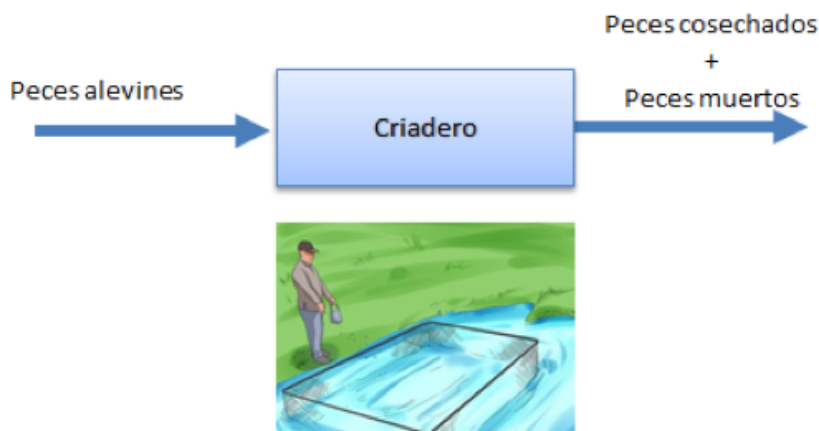 Peces alevines
Criadero
Peces cosechados
+
Peces muertos